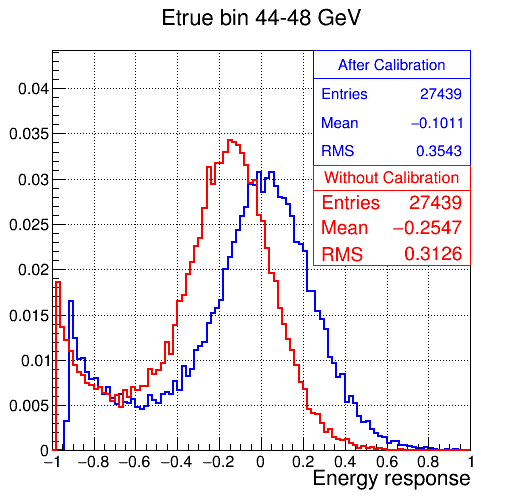 Etrue bin 44-48 GeV
After Calibration
Entries 27439
Mean −0.1011
RMS 0.3543
Without Calibration
Entries 27439
Mean −0.2547
RMS 0.3126
0.04
0.035
0.03
0.025
0.02
0.015
0.01
0.005
0
−1 −0.8 −0.6 −0.4 −0.2 0 0.2 0.4 0.6 0.8 1
Energy response